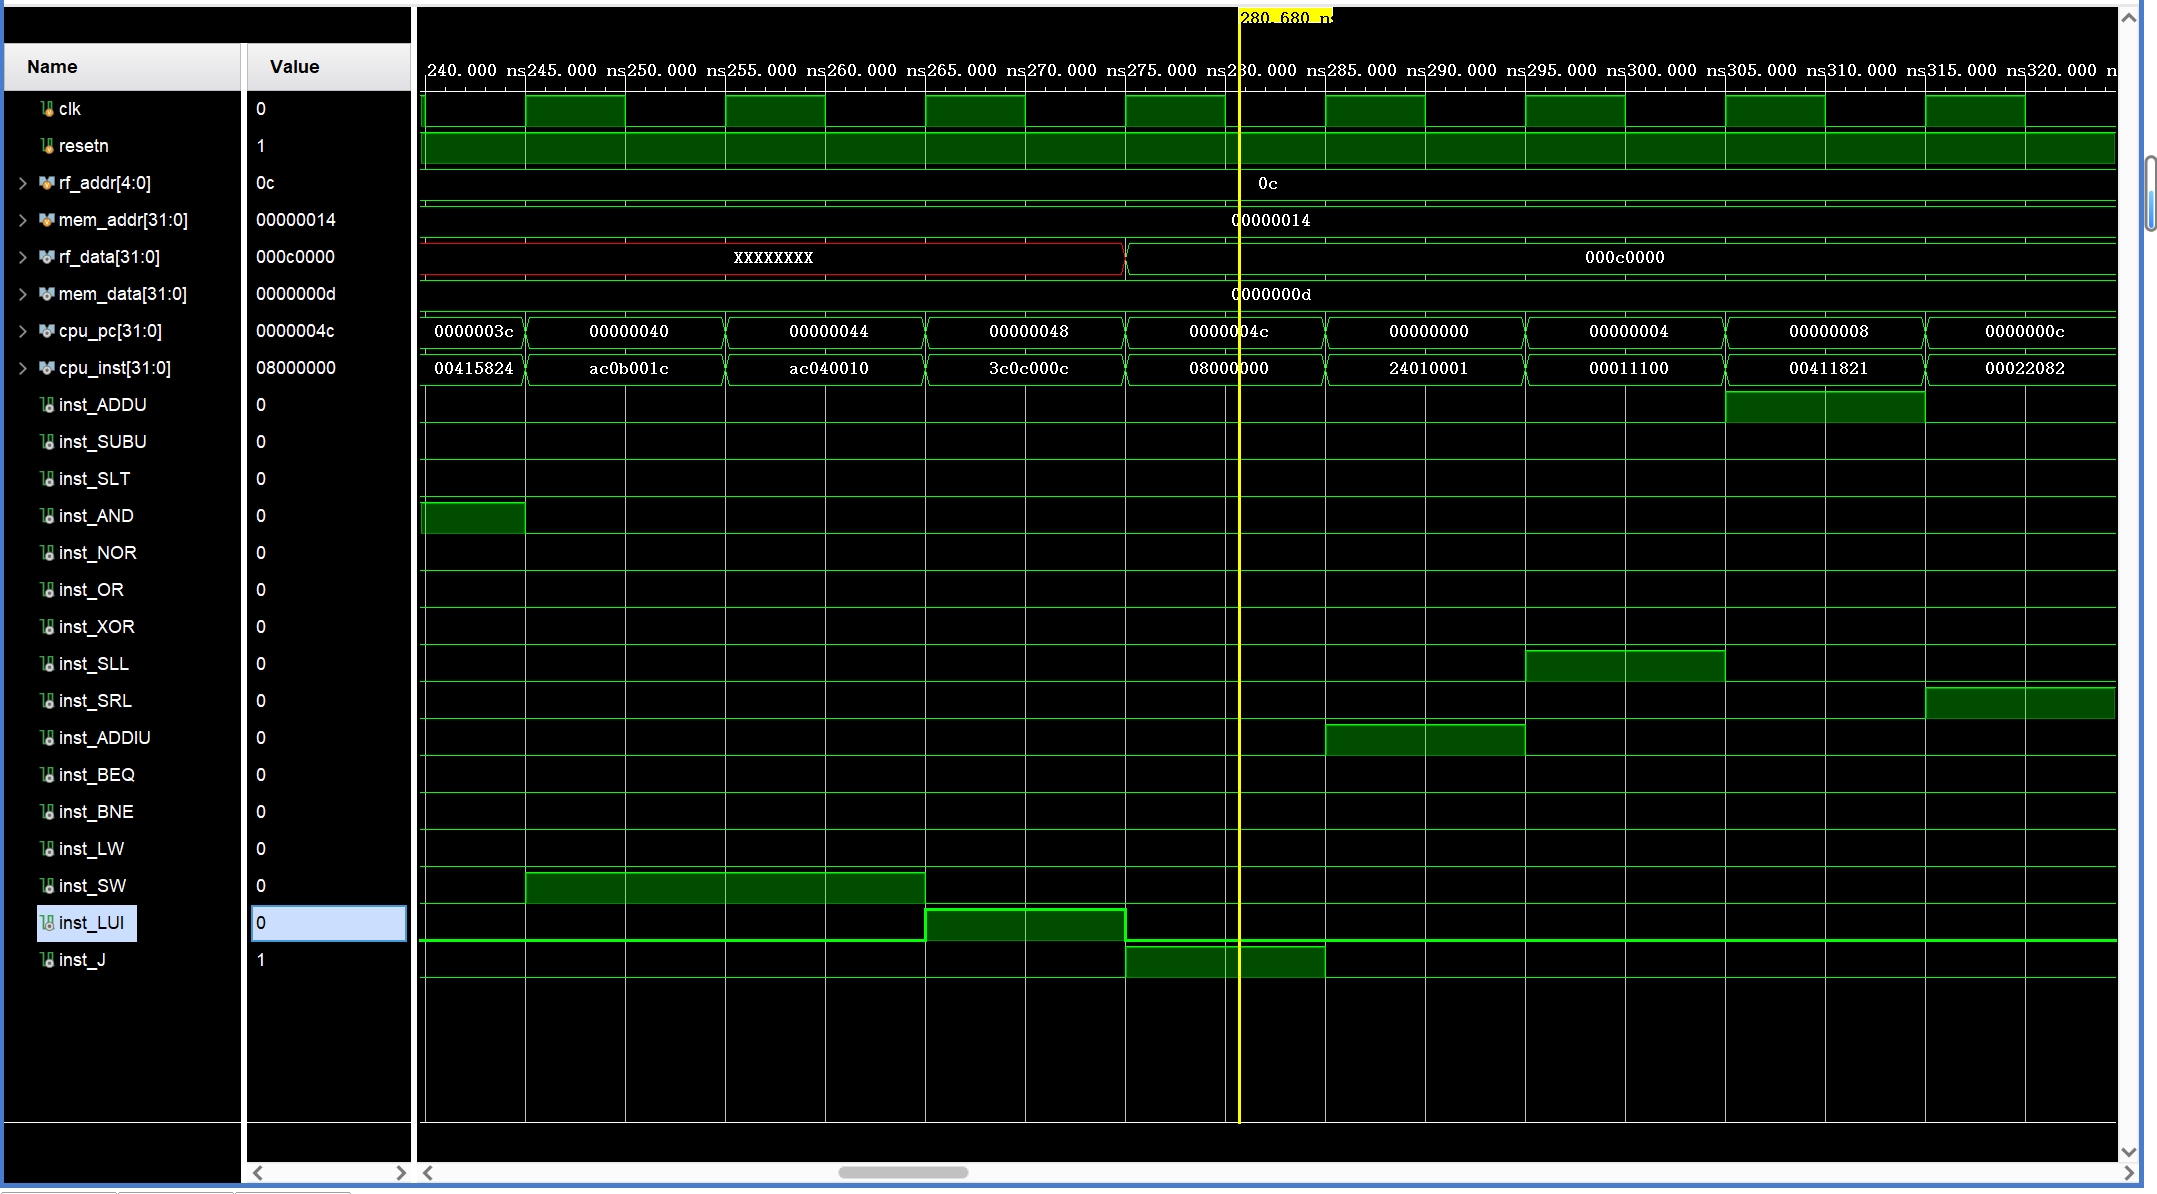 280.680 ns
Name Value
240.000 ns 245.000 ns 250.000 ns 255.000 ns 260.000 ns 265.000 ns 270.000 ns 275.000 ns 280.000 ns 285.000 ns 290.000 ns 295.000 ns 300.000 ns 305.000 ns 310.000 ns 315.000 ns 320.000 n
clk 0
resetn 1
rf_addr[4:0] 0c 0c
mem_addr[31:0] 00000014 00000014
rf_data[31:0] 000c0000 XXXXXXXX 000c0000
mem_data[31:0] 0000000d 0000000d
cpu_pc[31:0] 0000004c 0000003c 00000040 00000044 00000048 0000004c 00000000 00000004 00000008 0000000c
cpu_inst[31:0] 08000000 00415824 ac0b001c ac040010 3c0c000c 08000000 24010001 00011100 00411821 00022082
inst_ADDU 0
inst_SUBU 0
inst_SLT 0
inst_AND 0
inst_NOR 0
inst_OR 0
inst_XOR 0
inst_SLL 0
inst_SRL 0
inst_ADDIU 0
inst_BEQ 0
inst_BNE 0
inst_LW 0
inst_SW 0
inst_LUI 0
inst_J 1